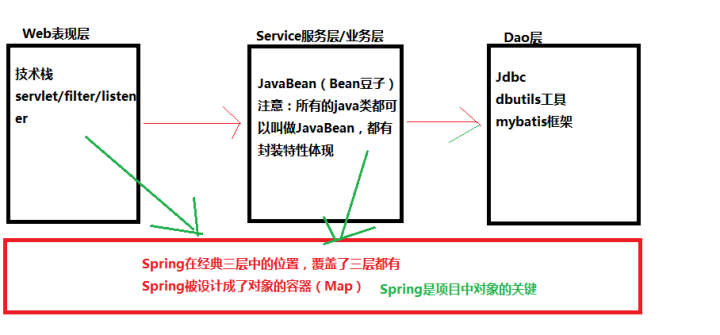 Web表现层
Service服务层/业务层
Dao层
技术栈
servlet/filter/listen
er
JavaBean（Bean豆子）
注意：所有的java类都可
以叫做JavaBean，都有
封装特性体现
Jdbc
dbutils工具
mybatis框架
Spring在经典三层中的位置，覆盖了三层都有
Spring被设计成了对象的容器（Map）
Spring是项目中对象的关键